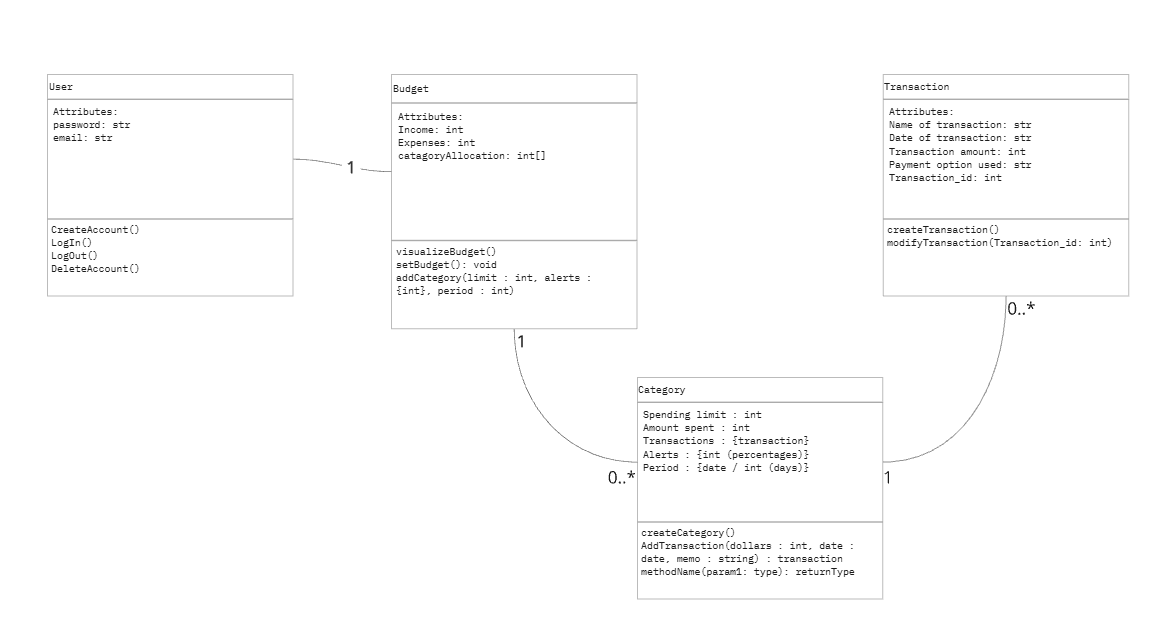 User
Attributes:
password: str
email: str
CreateAccount()
LogIn()
LogOut()
DeleteAccount()
1
Budget
Attributes:
Income: int
Expenses: int
catagoryAllocation: int[]
visualizeBudget()
setBudget(): void
addCategory(limit : int, alerts :
{int}, period : int)
1
0..*
Category
Spending limit : int
Amount spent : int
Transactions : {transaction}
Alerts : {int (percentages)}
Period : {date / int (days)}
createCategory()
AddTransaction(dollars : int, date :
date, memo : string) : transaction
methodName(param1: type): returnType
1
0..*
Transaction
Attributes:
Name of transaction: str
Date of transaction: str
Transaction amount: int
Payment option used: str
Transaction_id: int
createTransaction()
modifyTransaction(Transaction_id: int)